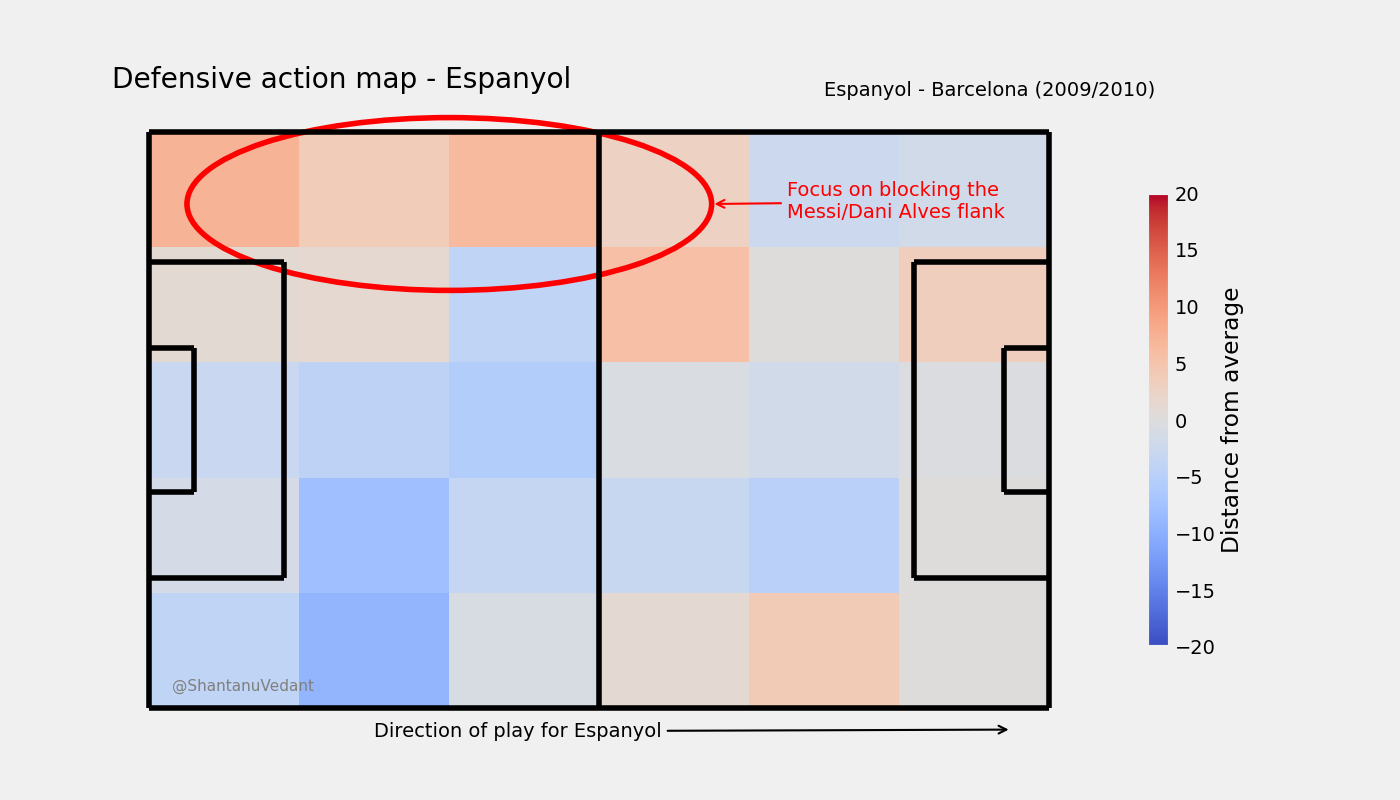 Defensive action map - Espanyol
Espanyol - Barcelona (2009/2010)
Focus on blocking the
Messi/Dani Alves flank
20
15
10
5
0
−5
−10
−15
−20
Distance from average
@ShantanuVedant
Direction of play for Espanyol